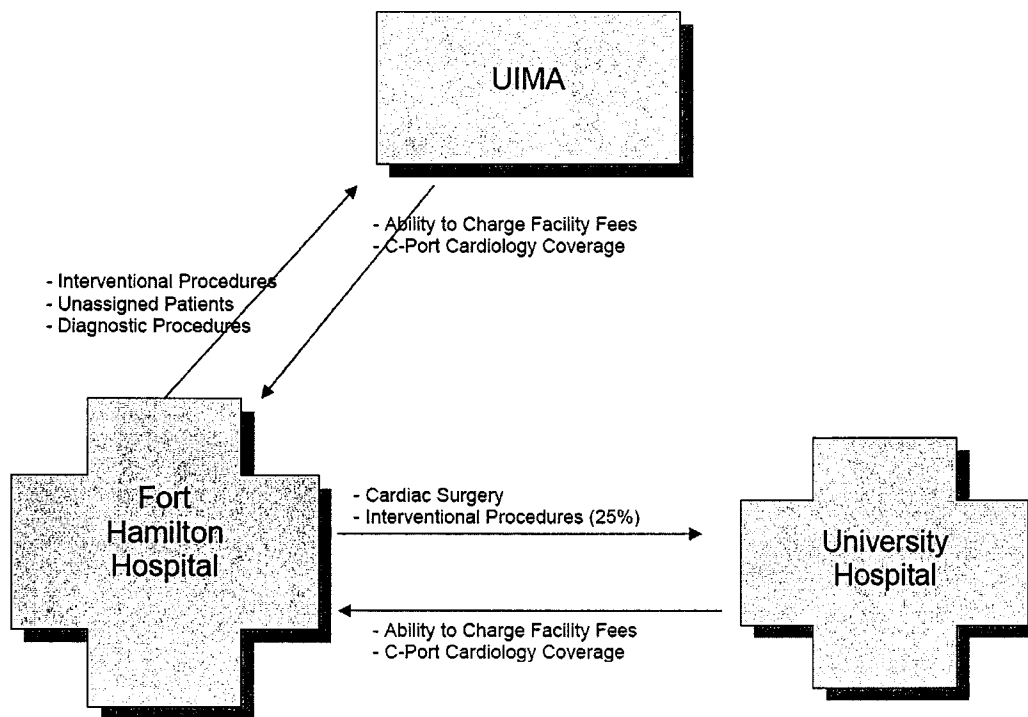 UIMA
- Ability to Charge Facility Fees
- C-Port Cardiology Coverage
- Interventional Procedures
- Unassigned Patients
- Diagnostic Procedures
Fort
Hamilton
Hospital
- Cardiac Surgery
- Interventional Procedures (25%)
University
Hospital
- Ability to Charge Facility Fees
- C-Port Cardiology Coverage